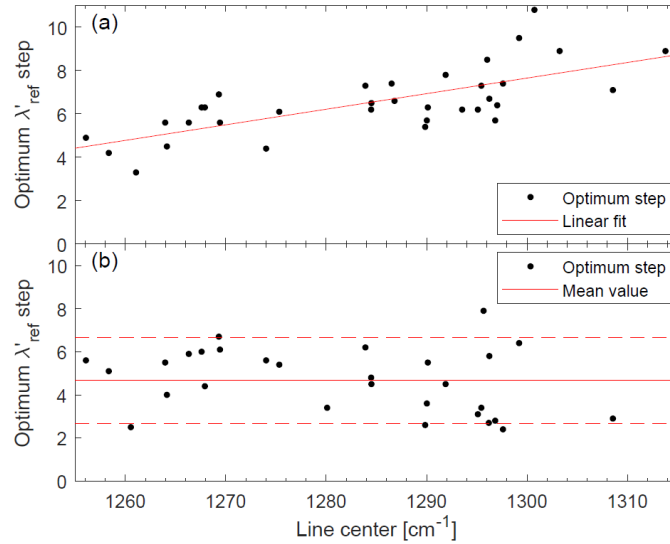 (a)
10
8
6
4
2
0
Optimum λ'ref step
Optimum step
Linear fit
(b)
10
8
6
4
2
0
Optimum λ'ref step
Optimum step
Mean value
1260 1270 1280 1290 1300 1310
Line center [cm-1]